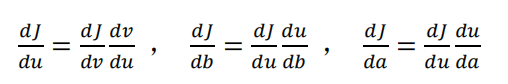 dJ/du = dJ/dv dv/du , dJ/db = dJ/du du/db , dJ/da = dJ/du du/da